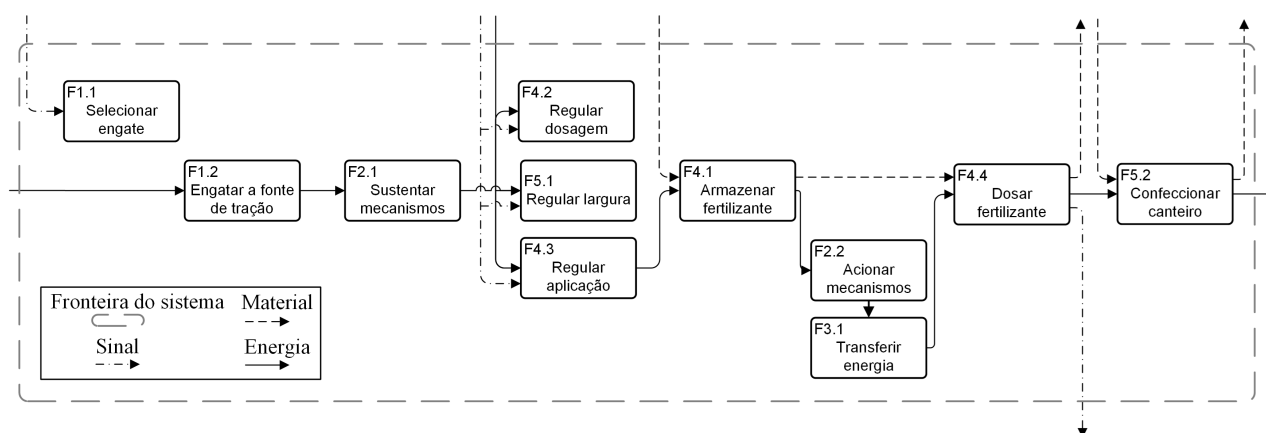 F1.1
Selecionar
engate
F1.2
Engatar a fonte
de tração
F2.1
Sustentar
mecanismos
F4.2
Regular
dosagem
F5.1
Regular largura
F4.3
Regular
aplicação
F4.1
Armazenar
fertilizante
F2.2
Acionar
mecanismos
F3.1
Transferir
energia
F4.4
Dosar
fertilizante
F5.2
Confeccionar
canteiro
Fronteira do sistema
Material
Sinal
Energia